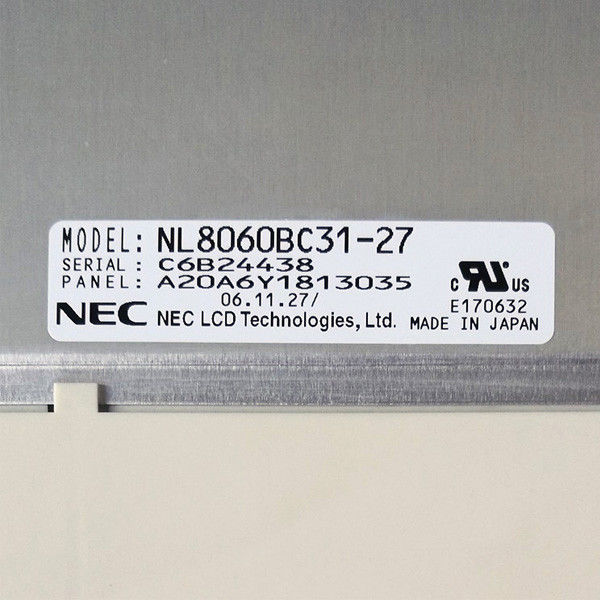 MODEL: NL8060BC31-27
SERIAL: C6B24438
PANEL: A20A6Y1813035
06.11.27/
NEC NEC LCD Technologies, Ltd.
c RU US
E170632
MADE IN JAPAN